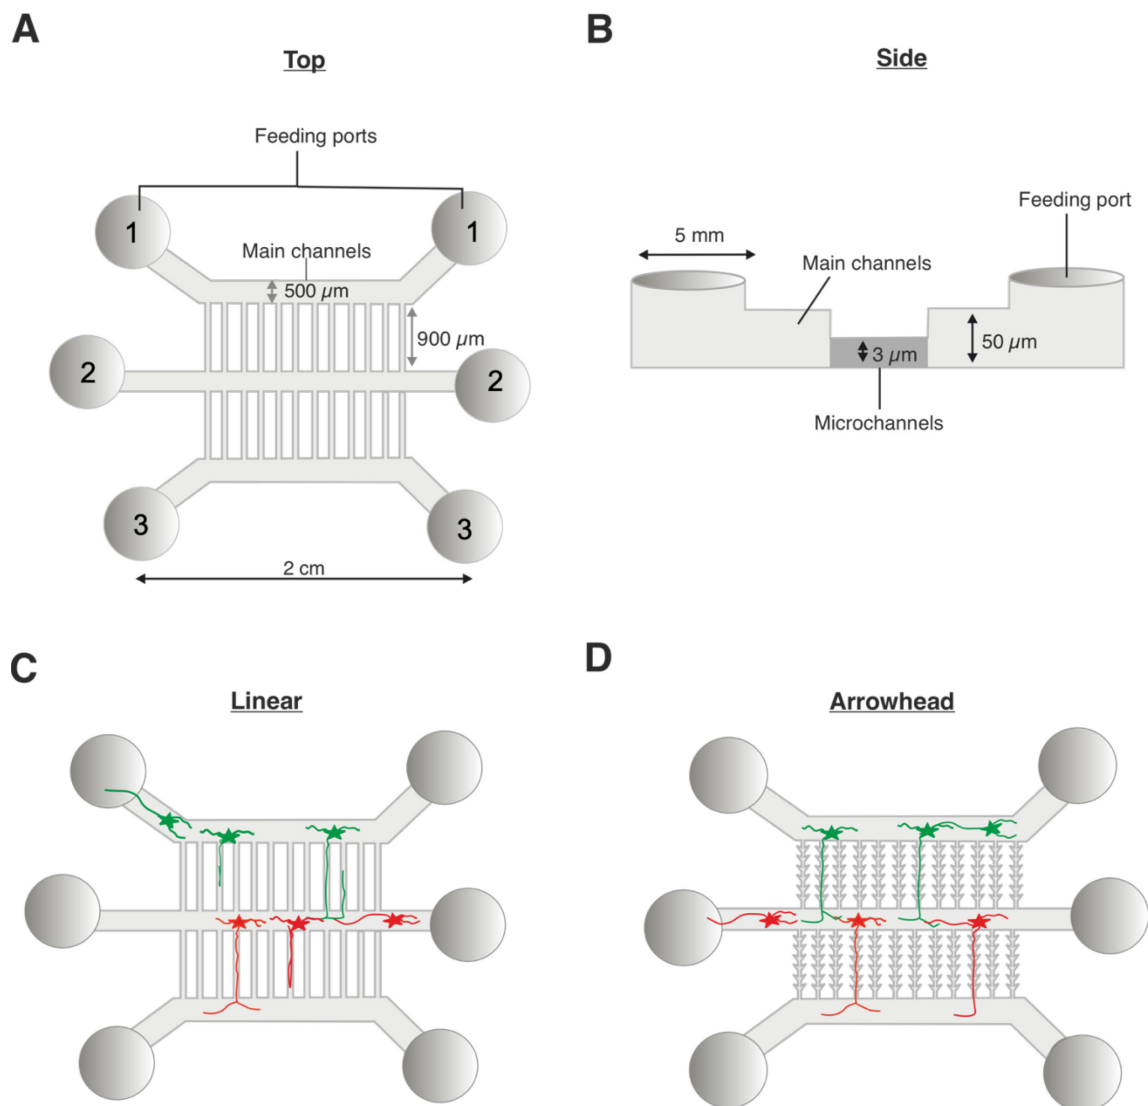 A
Top
Feeding ports
1
1
Main channels
500 µm
900 µm
2
2
3
3
2 cm
B
Side
Feeding port
5 mm
Main channels
50 µm
3 µm
Microchannels
C
Linear
D
Arrowhead